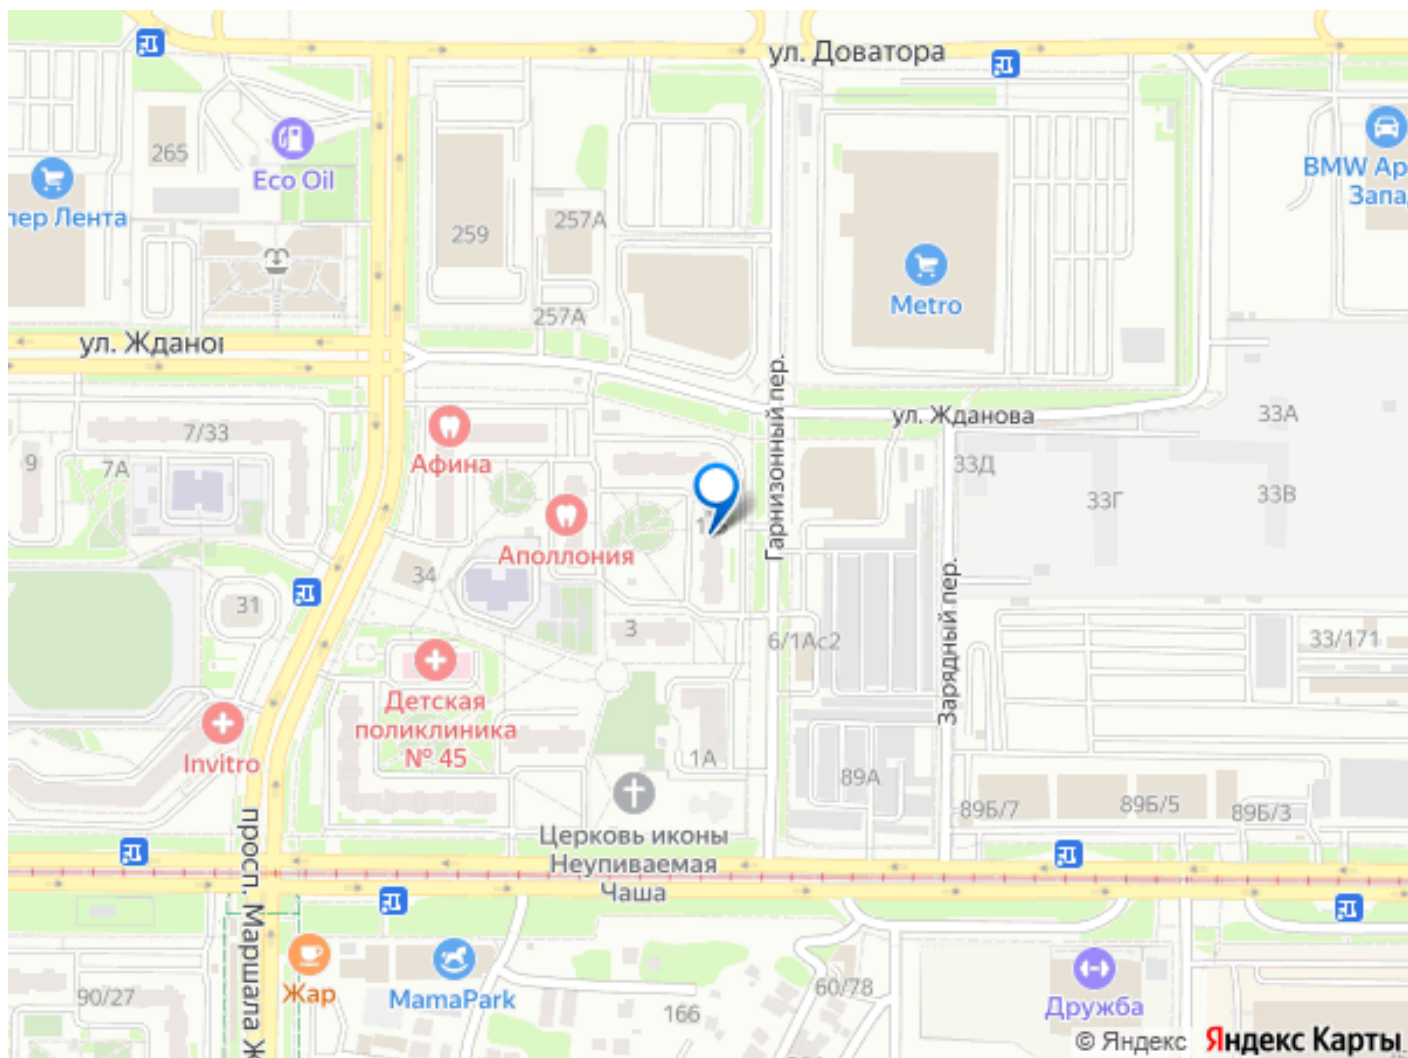 ул. Доватора
265
Eco Oil
BMW Ар
Запад
пер Лента
259
257А
257А
Metro
ул. Жданов
Гарнизонный пер.
ул. Жданова
33А
7/33
9
7А
Афина
33Д
33Г
33В
Аполлония
34
31
3
6/1Ас2
Зарядный пер.
33/171
Детская
поликлиника
№ 45
Invitro
1А
89А
89Б/7
89Б/5
89Б/3
просп. Маршала Ж
Церковь иконы
Неупиваемая
Чаша
Жар
MamaPark
90/27
166
60/78
Дружба
© Яндекс Яндекс Карты